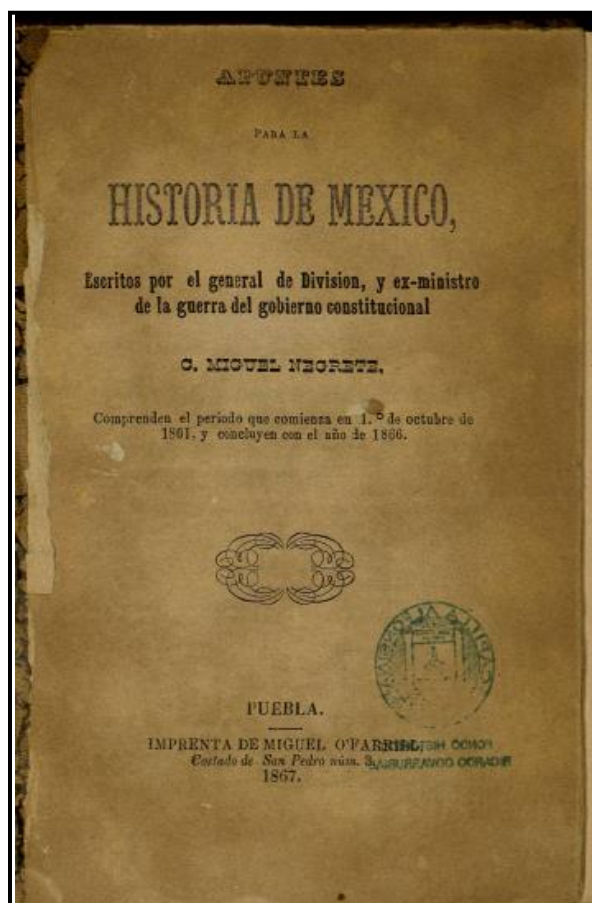 APUNTES
PARA LA
HISTORIA DE MEXICO,
Escritos por el general de Division, y ex-ministro
de la guerra del gobierno constitucional
C. MIGUEL NEGRETE.
Comprenden el periodo que comienza en 1.º de octubre de
1861, y concluyen con el año de 1866.
PUEBLA.
IMPRENTA DE MIGUEL O'FARRILL,
Costado de San Pedro núm. 3.
1867.